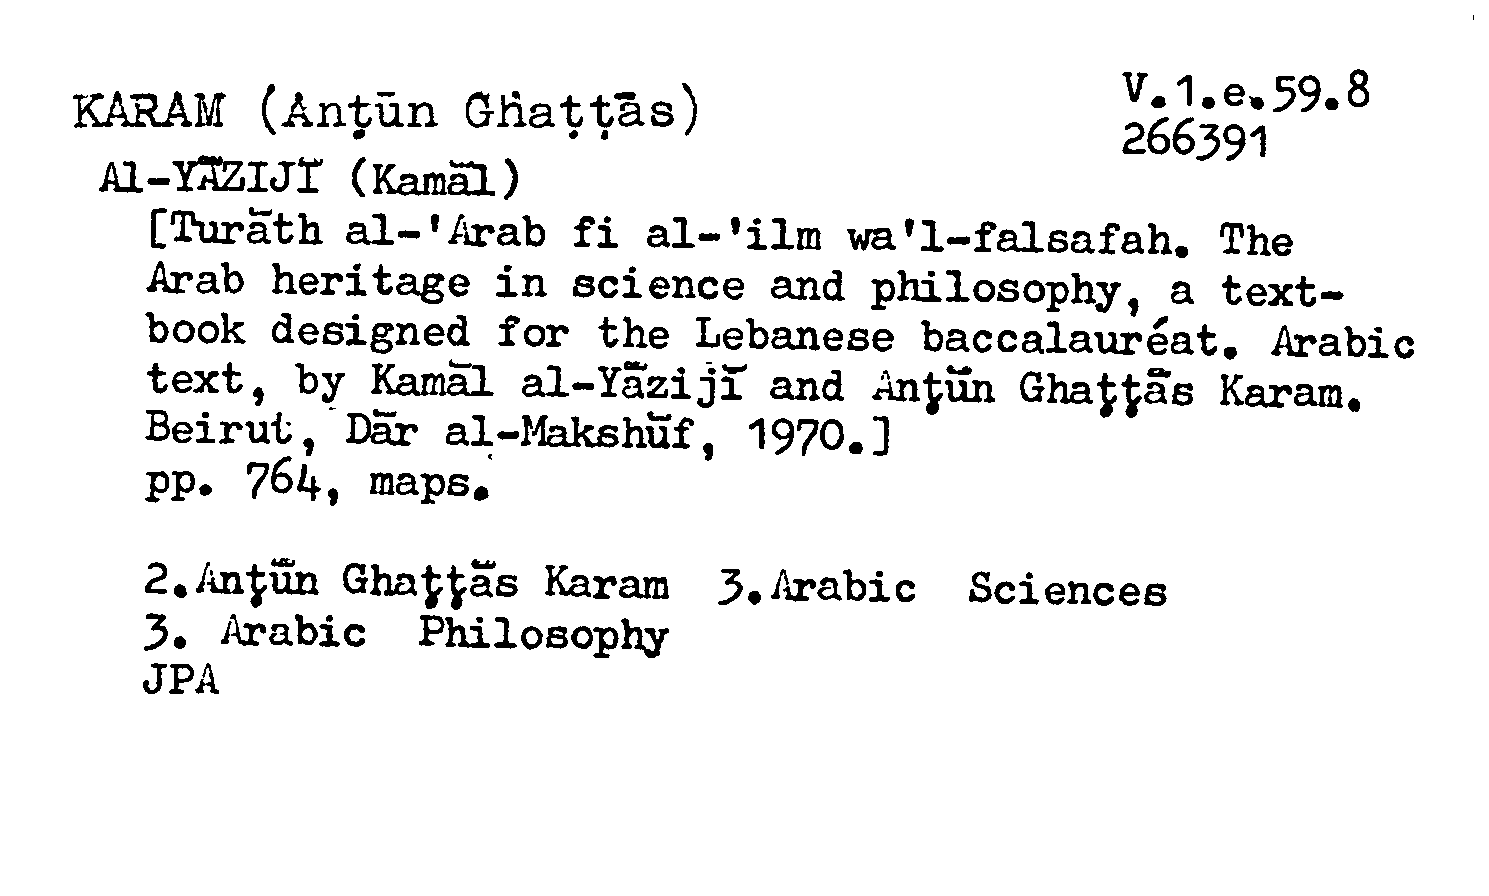 KARAM (Anṭūn Ghaṭṭās)
V.1.e.59.8
266391
Al-YĀZIJĪ (Kamāl)
[Turāth al-'Arab fi al-'ilm wa'l-falsafah. The
Arab heritage in science and philosophy, a text-
book designed for the Lebanese baccalauréat. Arabic
text, by Kamāl al-Yāzijī and Anṭūn Ghaṭṭās Karam.
Beirut, Dār al-Makshūf, 1970.]
pp. 764, maps.
2.Anṭūn Ghaṭṭās Karam 3.Arabic Sciences
3. Arabic Philosophy
JPA